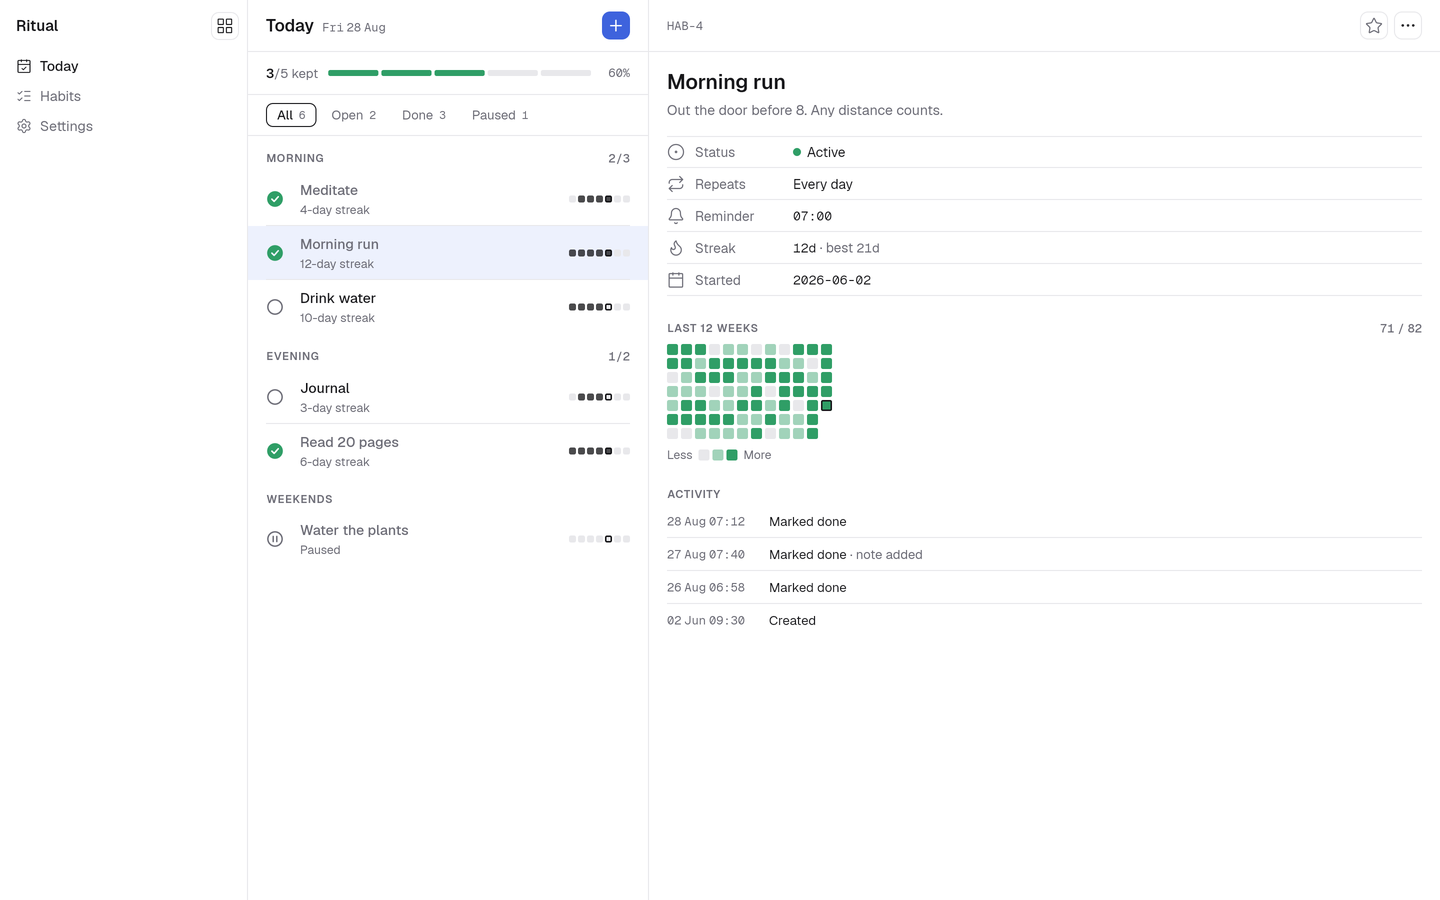 Ritual
Today
Habits
Settings
Today Fri 28 Aug
3/5 kept 60%
All 6 Open 2 Done 3 Paused 1
MORNING 2/3
Meditate
4-day streak
Morning run
12-day streak
Drink water
10-day streak
EVENING 1/2
Journal
3-day streak
Read 20 pages
6-day streak
WEEKENDS
Water the plants
Paused
HAB-4
Morning run
Out the door before 8. Any distance counts.
Status Active
Repeats Every day
Reminder 07:00
Streak 12d · best 21d
Started 2026-06-02
LAST 12 WEEKS 71 / 82
Less More
ACTIVITY
28 Aug 07:12 Marked done
27 Aug 07:40 Marked done · note added
26 Aug 06:58 Marked done
02 Jun 09:30 Created